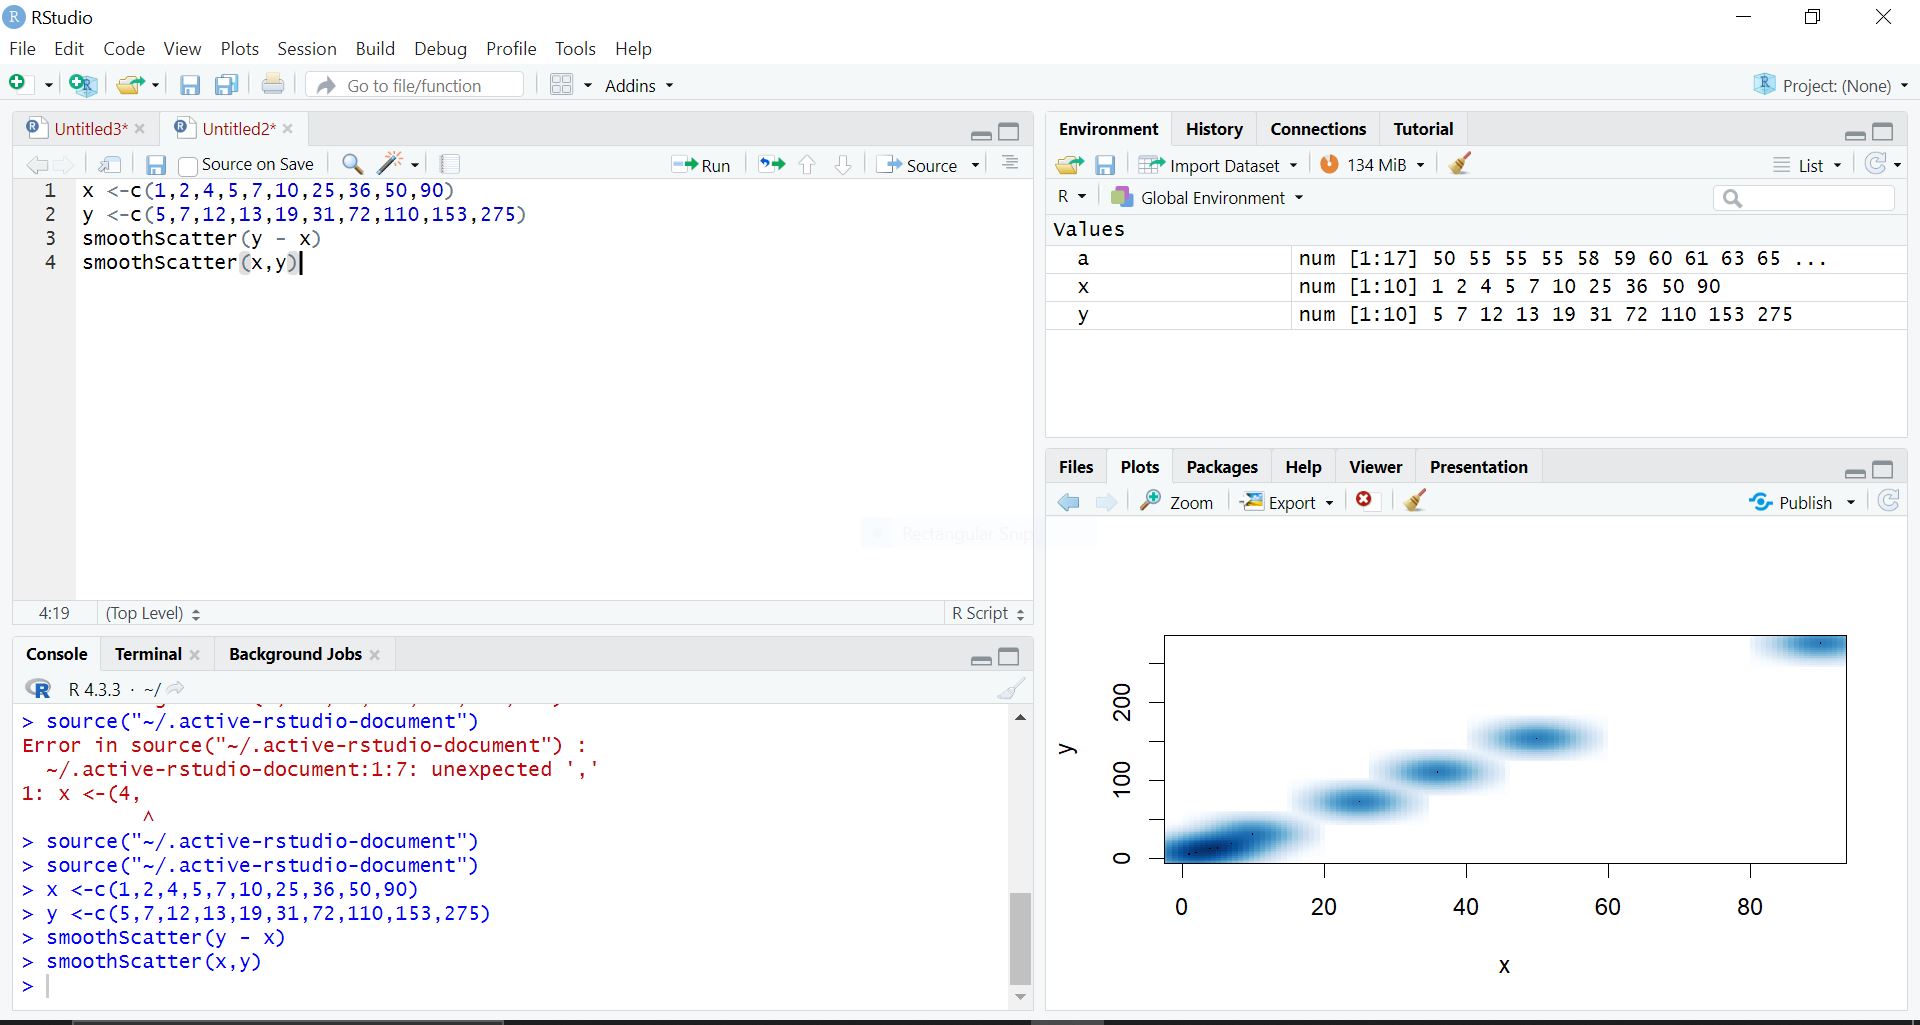 RStudio
File Edit Code View Plots Session Build Debug Profile Tools Help
Go to file/function Addins Project: (None)
Untitled3* Untitled2*
Source on Save Run Source
1 x <-c(1,2,4,5,7,10,25,36,50,90)
2 y <-c(5,7,12,13,19,31,72,110,153,275)
3 smoothScatter(y - x)
4 smoothScatter(x,y)
Rectangular Snip
4:19 (Top Level) R Script
Console Terminal Background Jobs
R 4.3.3 · ~/
> source("~/.active-rstudio-document")
Error in source("~/.active-rstudio-document") :
~/.active-rstudio-document:1:7: unexpected ','
1: x <-(4,
^
> source("~/.active-rstudio-document")
> source("~/.active-rstudio-document")
> x <-c(1,2,4,5,7,10,25,36,50,90)
> y <-c(5,7,12,13,19,31,72,110,153,275)
> smoothScatter(y - x)
> smoothScatter(x,y)
>
Environment History Connections Tutorial
Import Dataset 134 MiB List
R Global Environment
Values
a num [1:17] 50 55 55 55 58 59 60 61 63 65 ...
x num [1:10] 1 2 4 5 7 10 25 36 50 90
y num [1:10] 5 7 12 13 19 31 72 110 153 275
Files Plots Packages Help Viewer Presentation
Zoom Export Publish
200
y
100
0
0 20 40 60 80
x